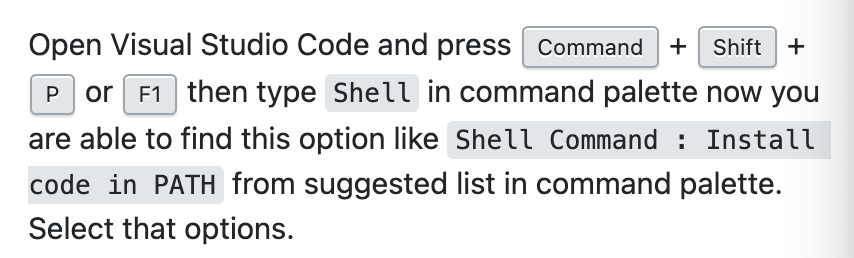 Open Visual Studio Code and press Command + Shift +
P or F1 then type Shell in command palette now you
are able to find this option like Shell Command : Install
code in PATH from suggested list in command palette.
Select that options.